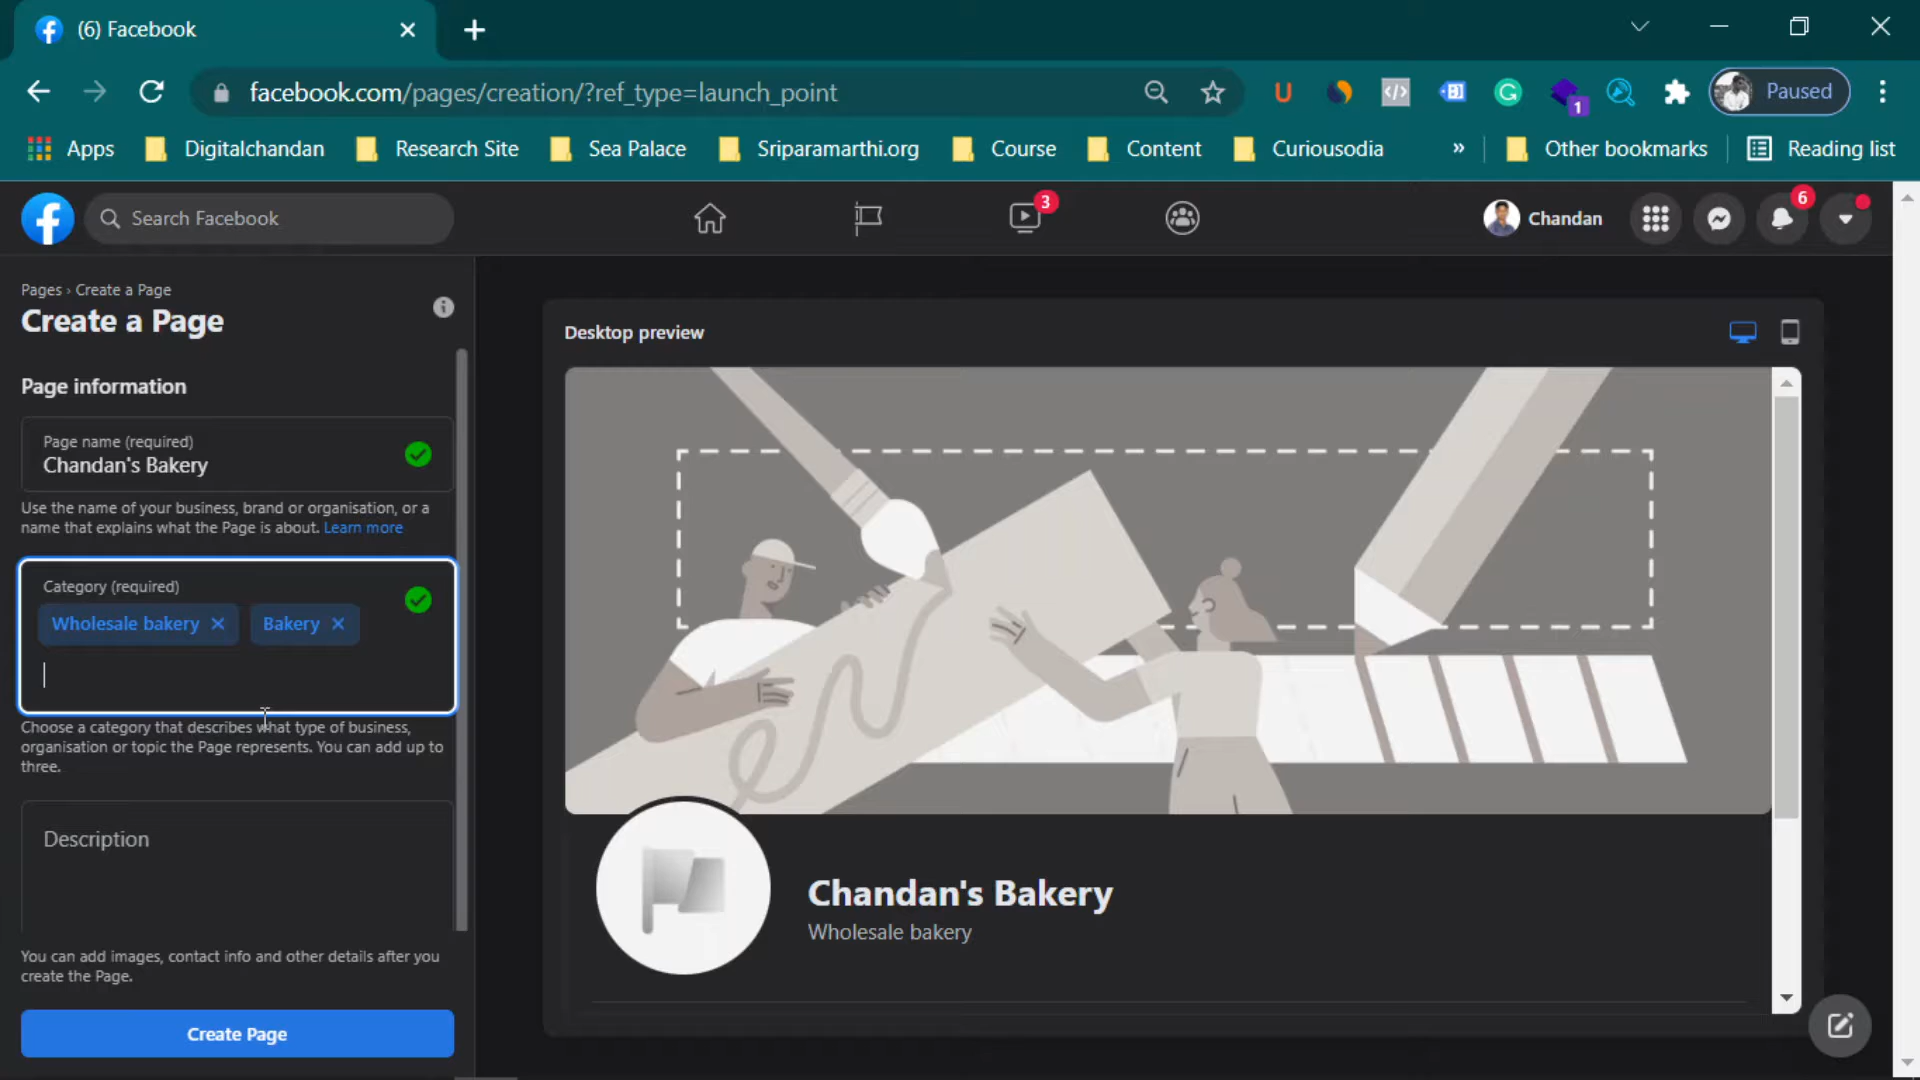 (6) Facebook
facebook.com/pages/creation/?ref_type=launch_point
1
Paused
Apps
Digitalchandan
Research Site
Sea Palace
Sriparamarthi.org
Course
Content
Curiousodia
»
Other bookmarks
Reading list
Search Facebook
3
Chandan
6
Pages › Create a Page
Create a Page
Page information
Page name (required)
Chandan's Bakery
Use the name of your business, brand or organisation, or a
name that explains what the Page is about. Learn more
Category (required)
Wholesale bakery
Bakery
Choose a category that describes what type of business,
organisation or topic the Page represents. You can add up to
three.
Description
You can add images, contact info and other details after you
create the Page.
Create Page
Desktop preview
Chandan's Bakery
Wholesale bakery